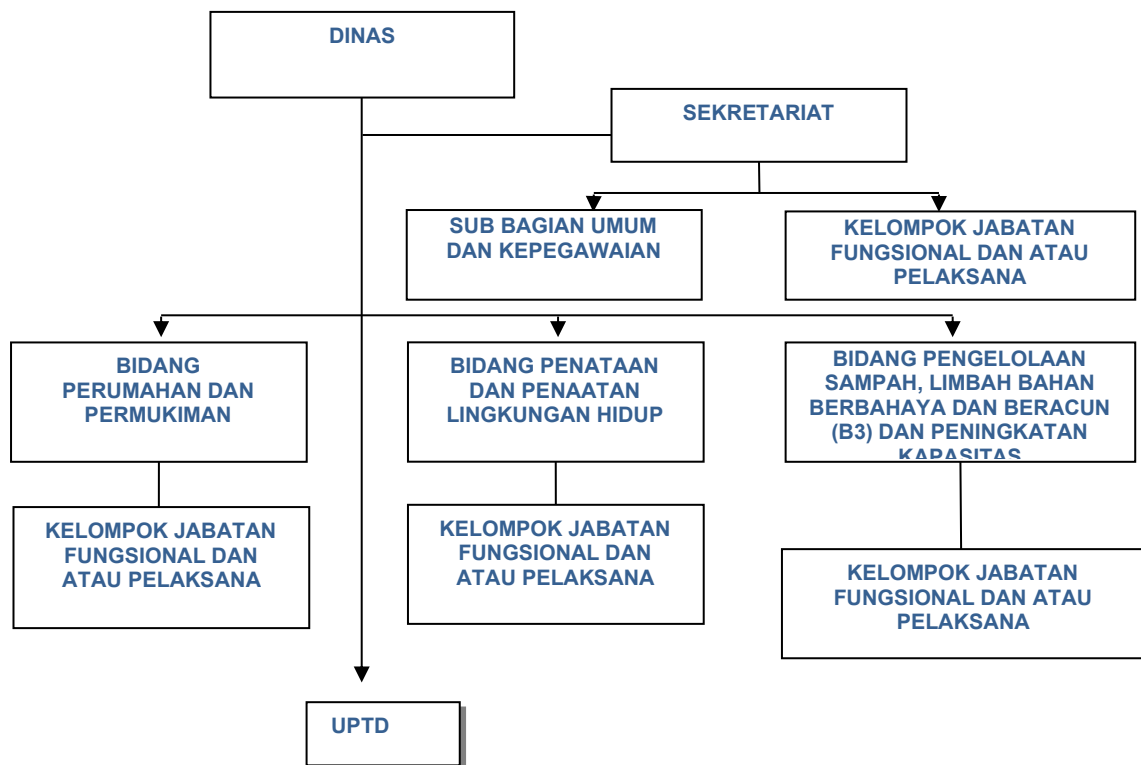 DINAS
SEKRETARIAT
SUB BAGIAN UMUM
DAN KEPEGAWAIAN
KELOMPOK JABATAN
FUNGSIONAL DAN ATAU
PELAKSANA
BIDANG
PERUMAHAN DAN
PERMUKIMAN
BIDANG PENATAAN
DAN PENAATAN
LINGKUNGAN HIDUP
BIDANG PENGELOLAAN
SAMPAH, LIMBAH BAHAN
BERBAHAYA DAN BERACUN
(B3) DAN PENINGKATAN
KAPASITAS
KELOMPOK JABATAN
FUNGSIONAL DAN
ATAU PELAKSANA
KELOMPOK JABATAN
FUNGSIONAL DAN
ATAU PELAKSANA
KELOMPOK JABATAN
FUNGSIONAL DAN ATAU
PELAKSANA
UPTD